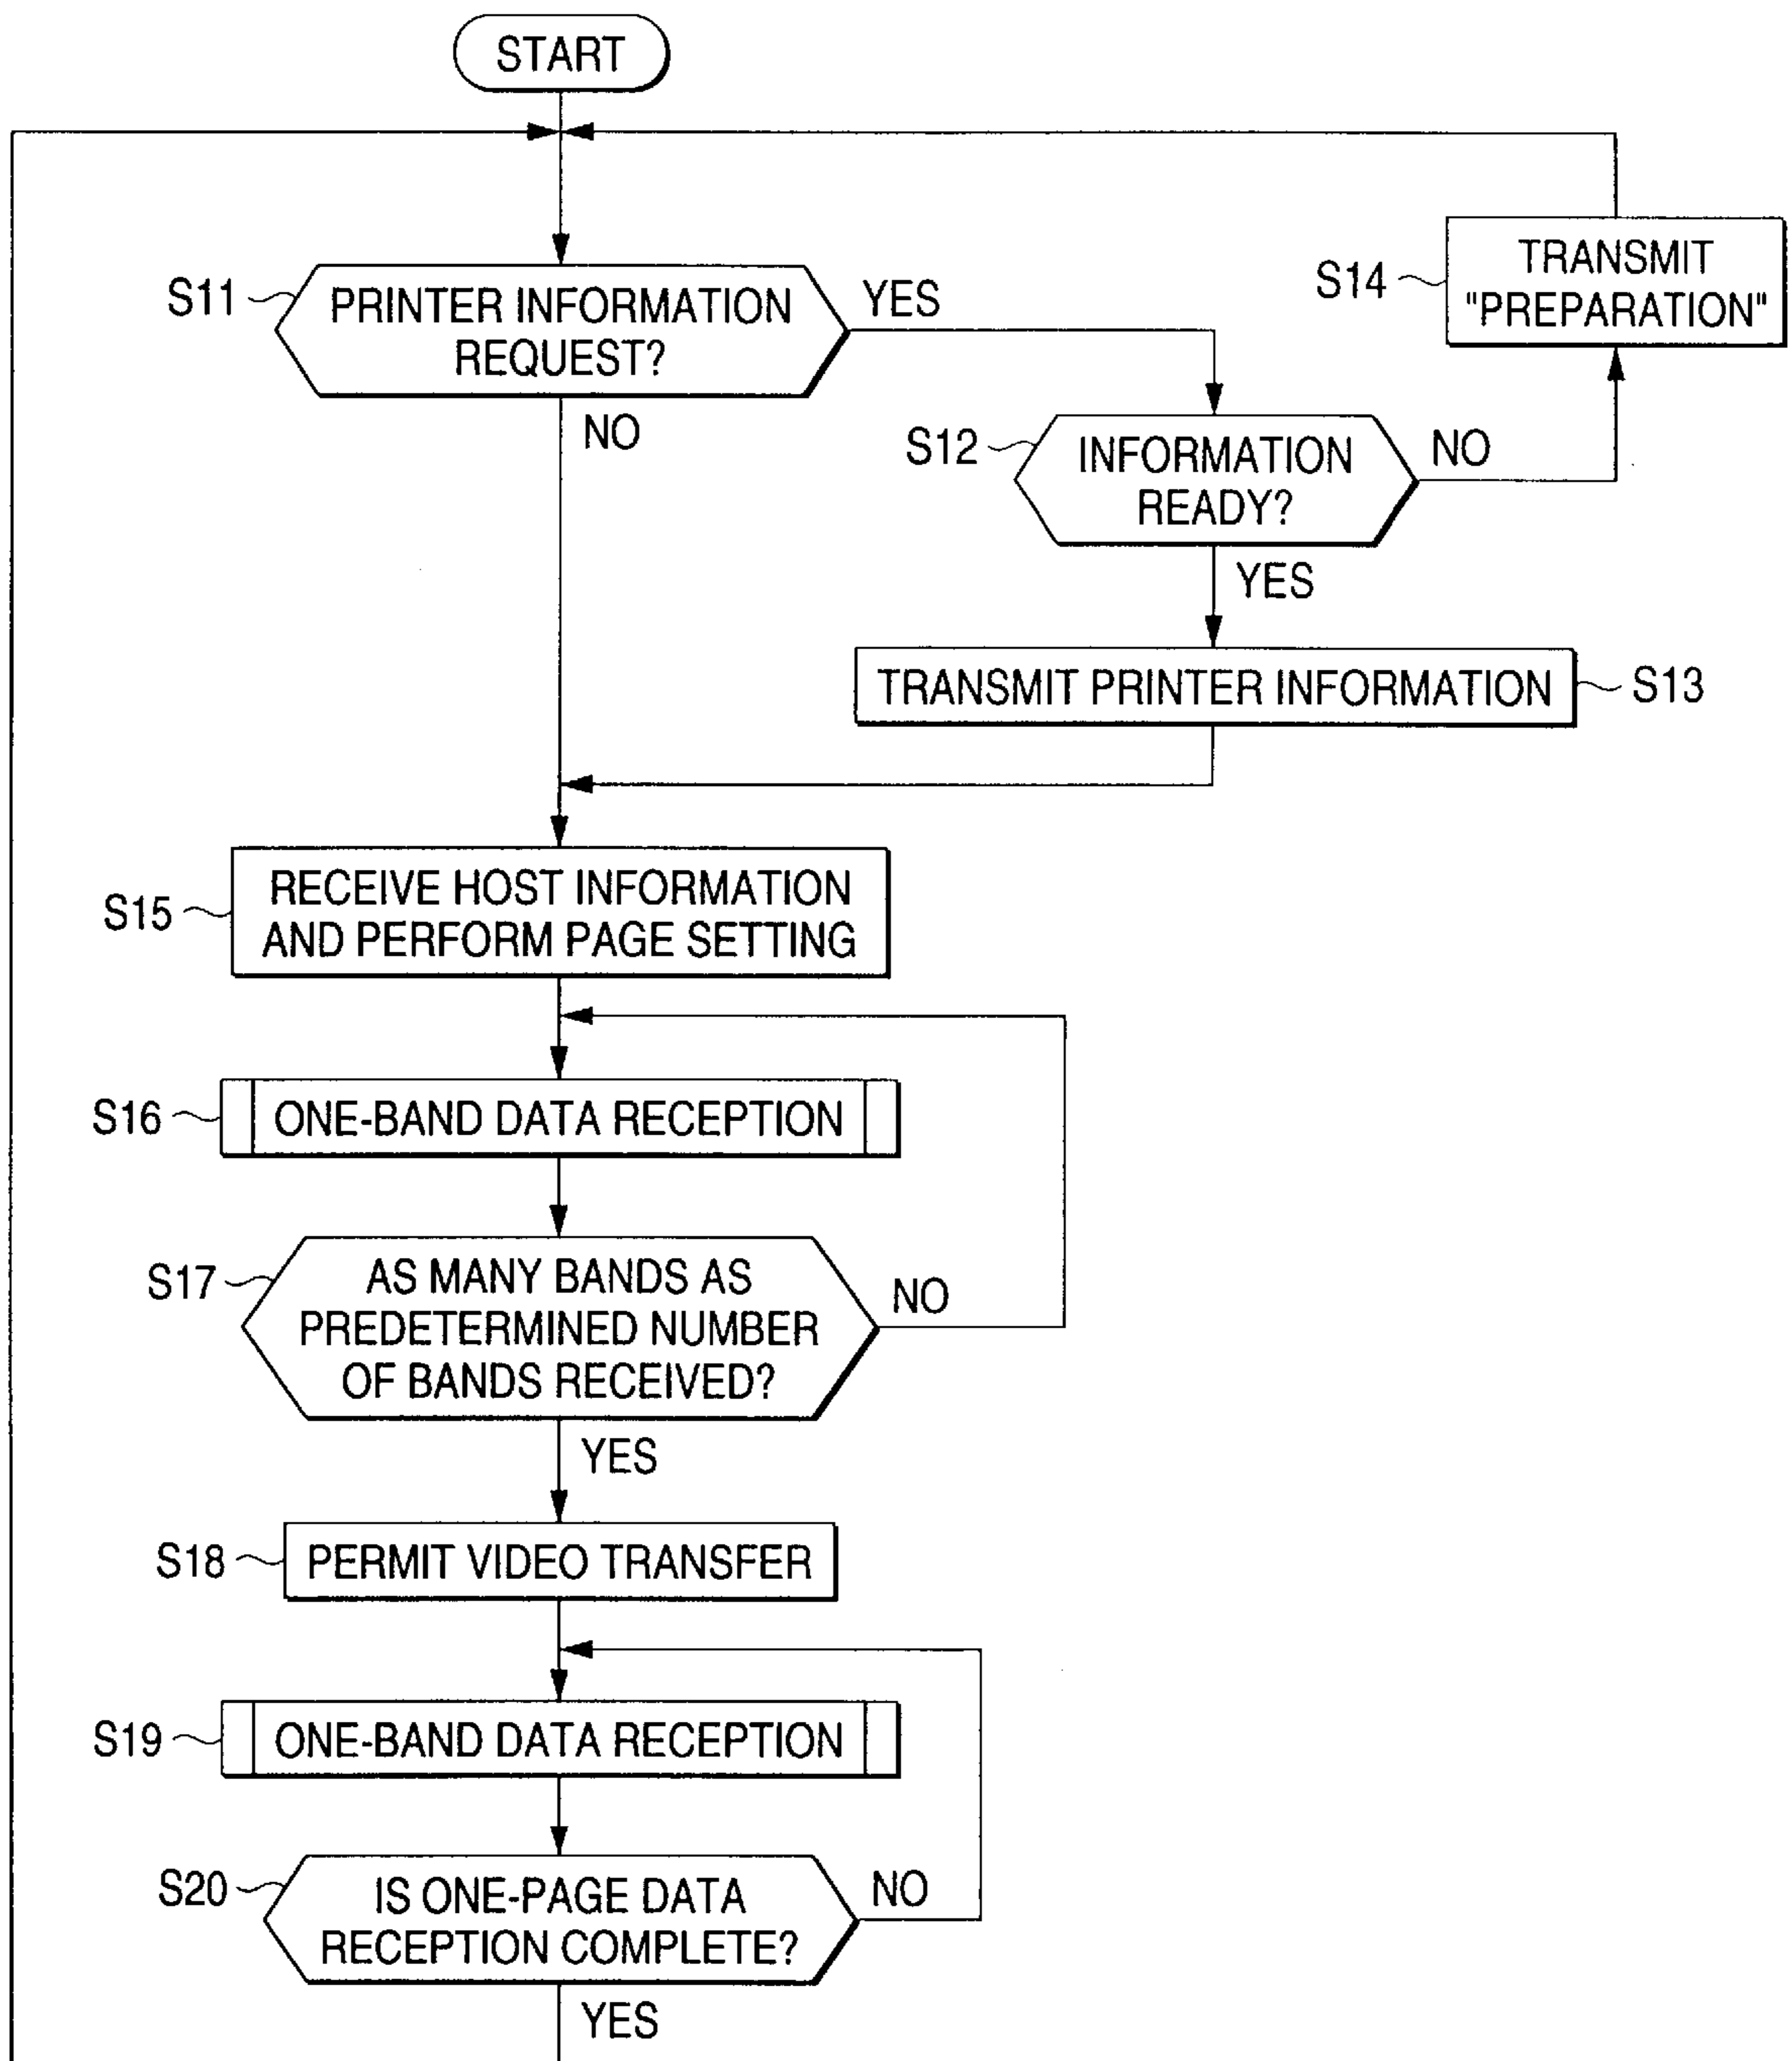 START
S11
PRINTER INFORMATION
REQUEST?
YES
NO
S14
TRANSMIT
"PREPARATION"
S12
INFORMATION
READY?
NO
YES
TRANSMIT PRINTER INFORMATION
S13
S15
RECEIVE HOST INFORMATION
AND PERFORM PAGE SETTING
S16
ONE-BAND DATA RECEPTION
S17
AS MANY BANDS AS
PREDETERMINED NUMBER
OF BANDS RECEIVED?
NO
YES
S18
PERMIT VIDEO TRANSFER
S19
ONE-BAND DATA RECEPTION
S20
IS ONE-PAGE DATA
RECEPTION COMPLETE?
NO
YES